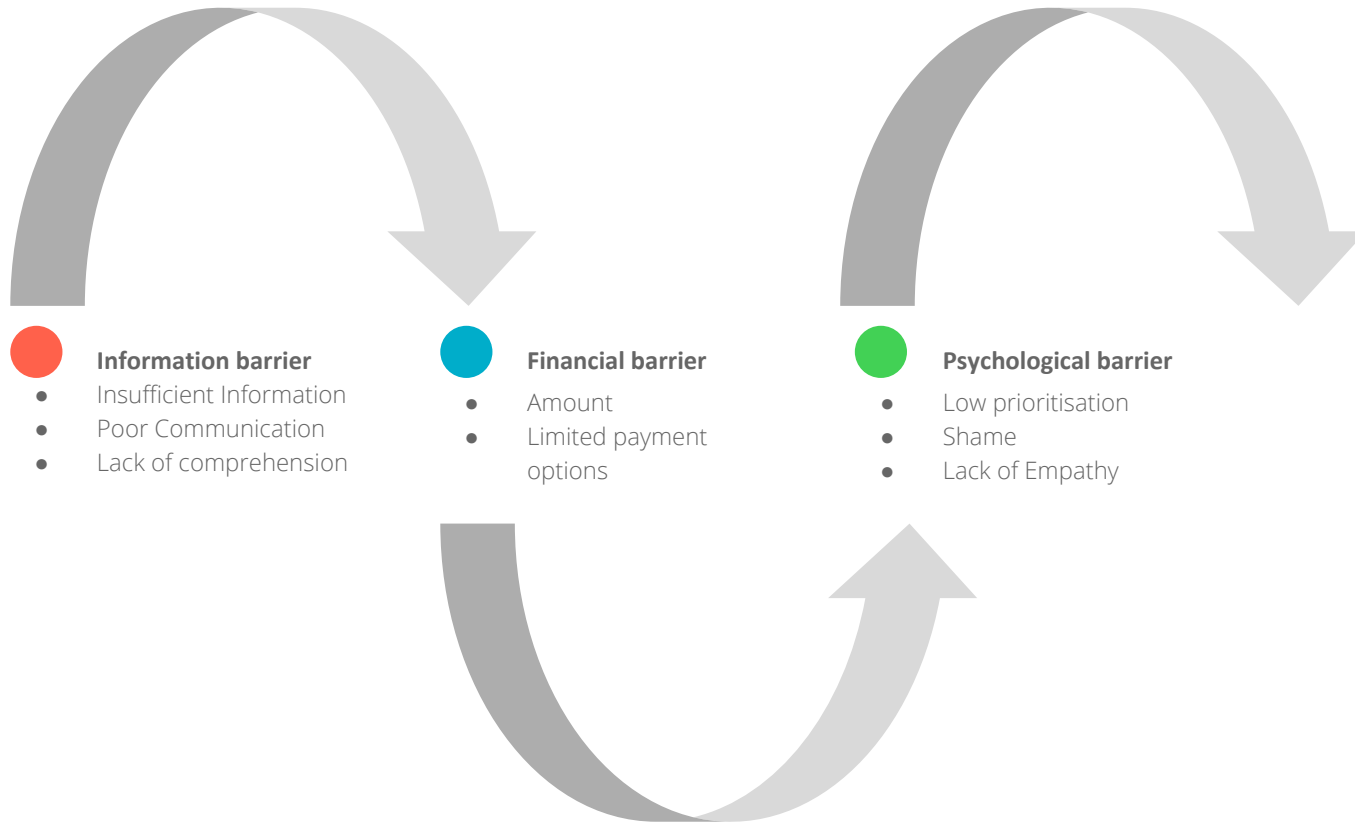 Information barrier
● Insufficient Information
● Poor Communication
● Lack of comprehension
Financial barrier
● Amount
● Limited payment
options
Psychological barrier
● Low prioritisation
● Shame
● Lack of Empathy